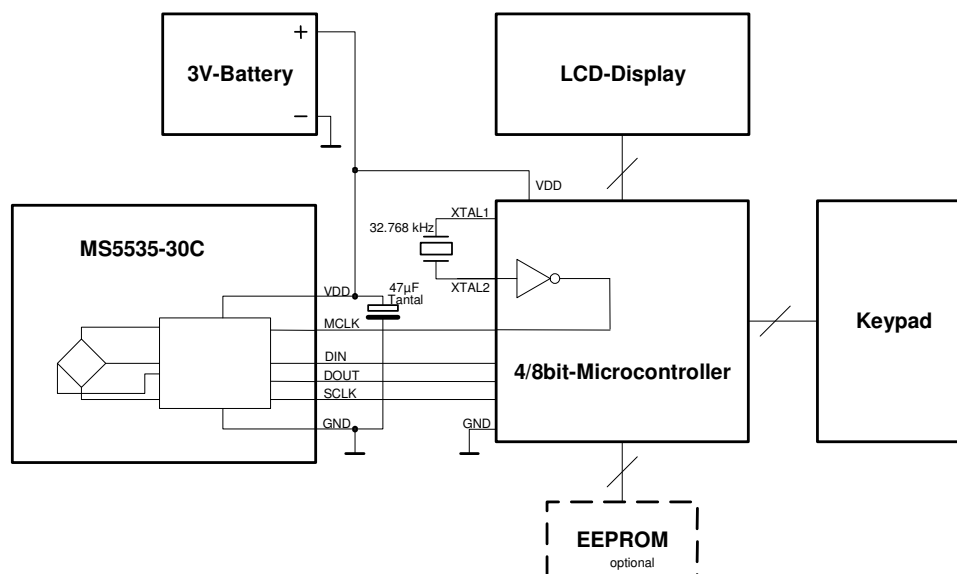 +
3V-Battery
−
LCD-Display
VDD
XTAL1
32.768 kHz
XTAL2
MS5535-30C
VDD
47µF
Tantal
MCLK
DIN
DOUT
SCLK
GND
GND
4/8bit-Microcontroller
Keypad
EEPROM
optional